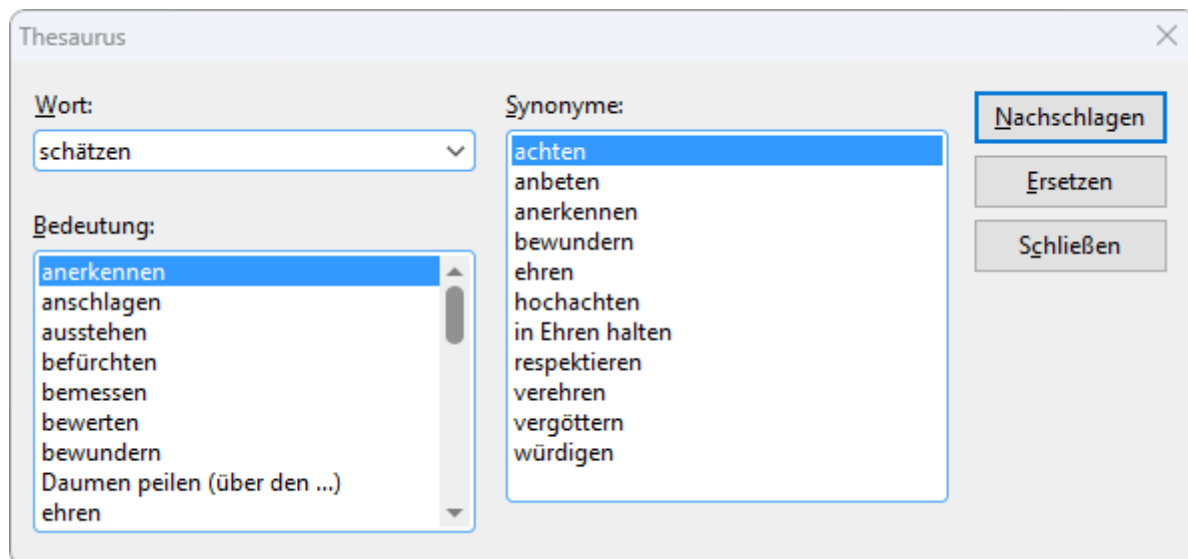 Thesaurus
Wort:
schätzen
Bedeutung:
anerkennen
anschlagen
ausstehen
befürchten
bemessen
bewerten
bewundern
Daumen peilen (über den ...)
ehren
Synonyme:
achten
anbeten
anerkennen
bewundern
ehren
hochachten
in Ehren halten
respektieren
verehren
vergöttern
würdigen
Nachschlagen
Ersetzen
Schließen